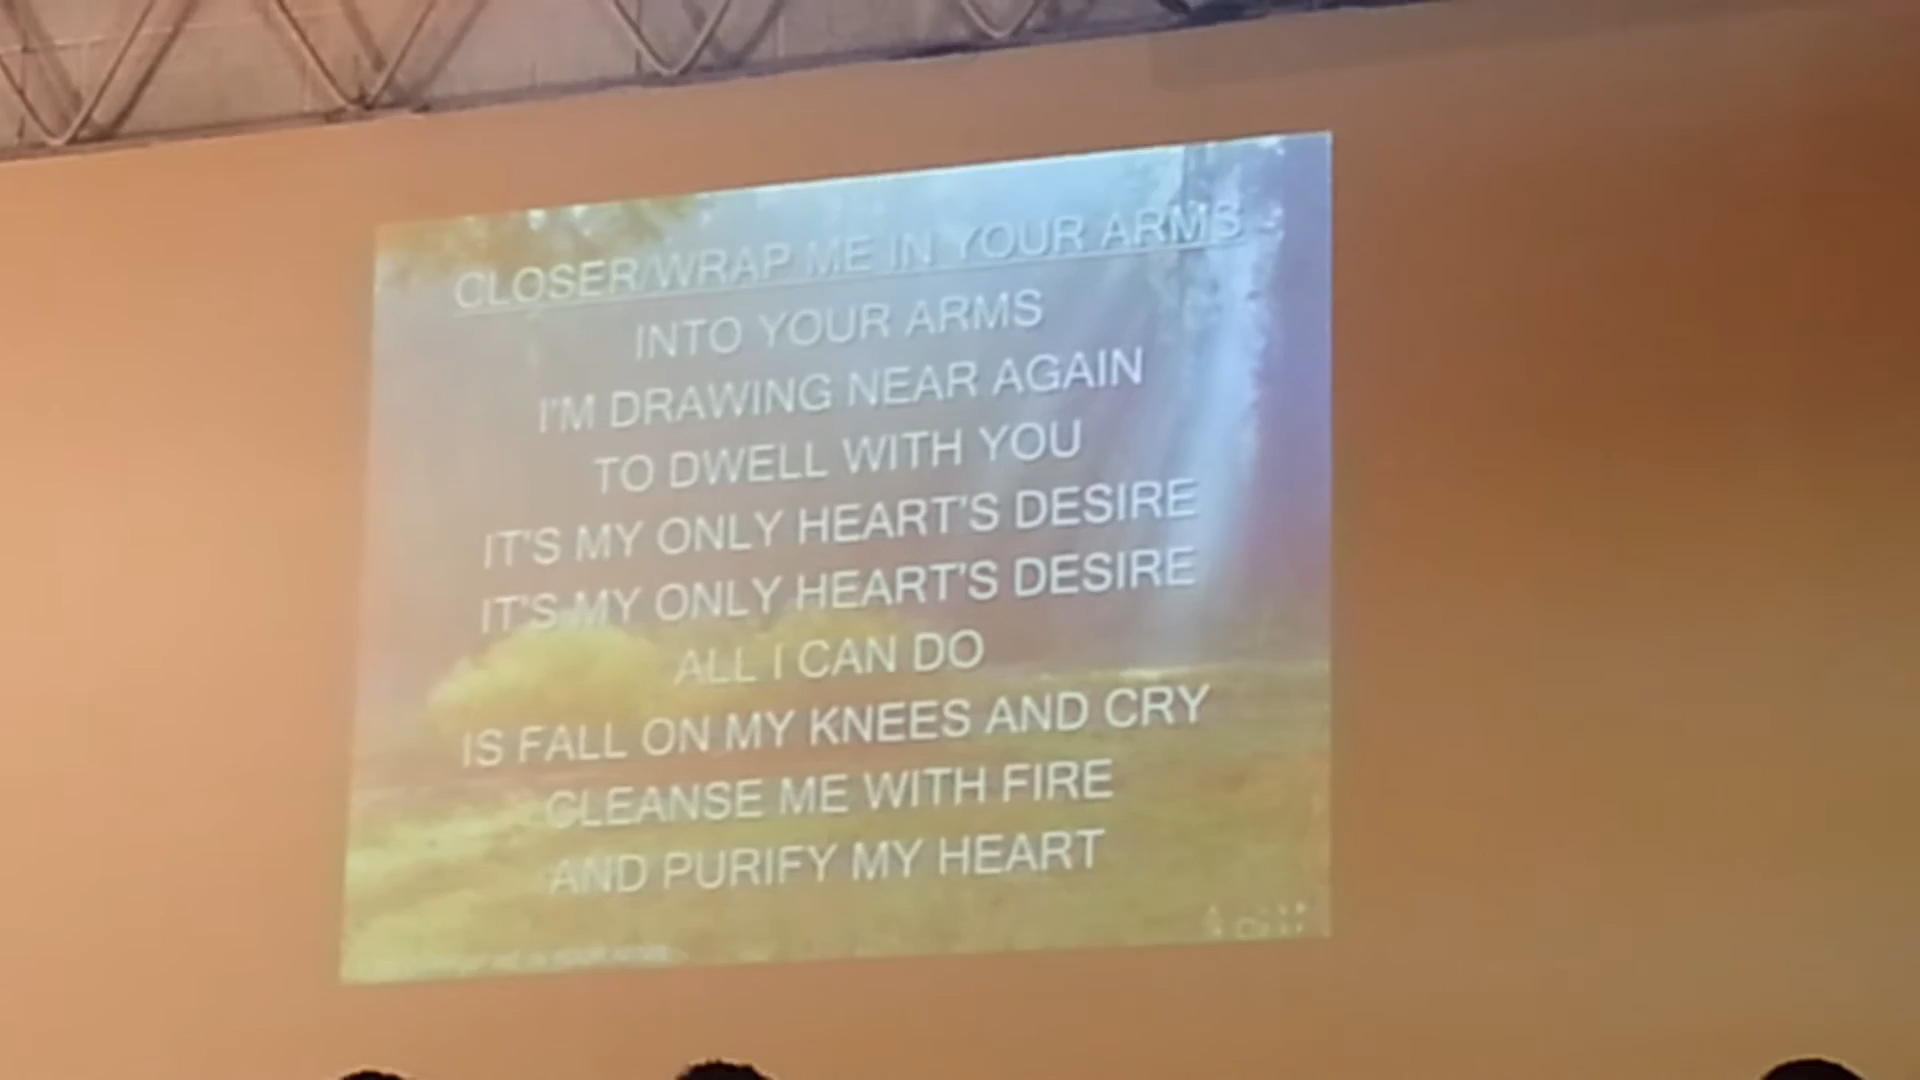 CLOSER/WRAP ME IN YOUR ARMS
INTO YOUR ARMS
I'M DRAWING NEAR AGAIN
TO DWELL WITH YOU
IT'S MY ONLY HEART'S DESIRE
IT'S MY ONLY HEART'S DESIRE
ALL I CAN DO
IS FALL ON MY KNEES AND CRY
CLEANSE ME WITH FIRE
AND PURIFY MY HEART